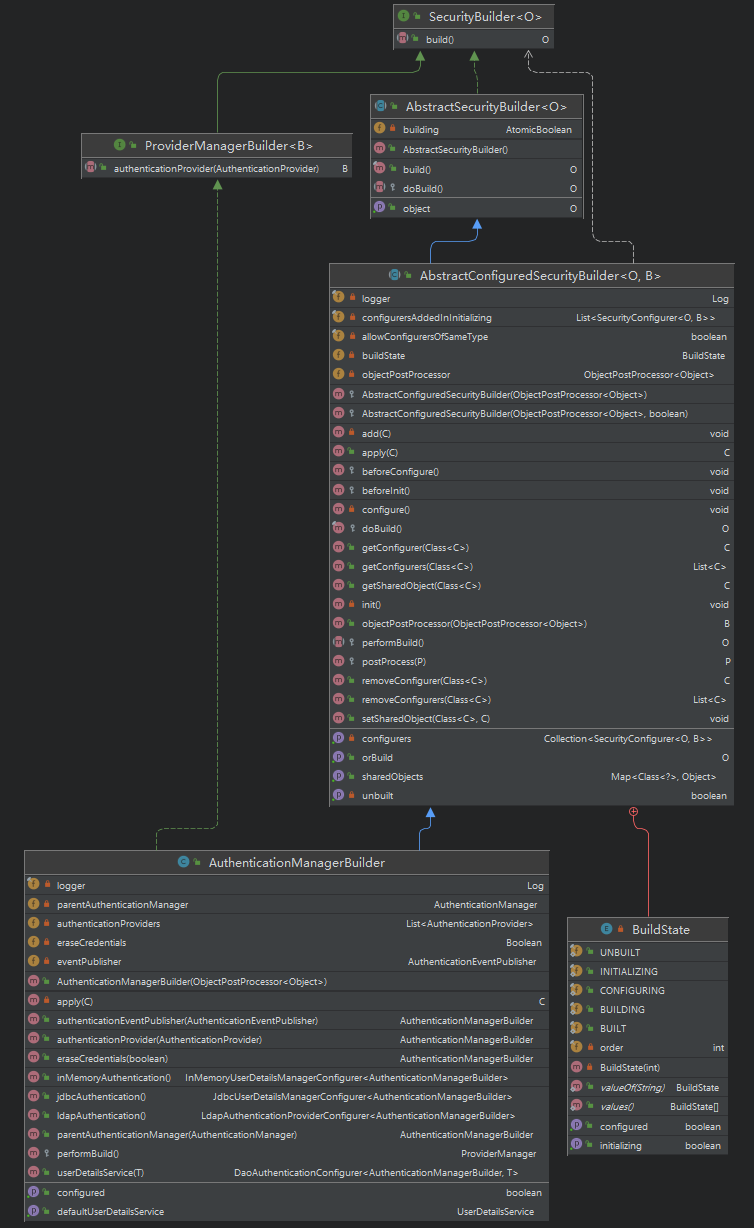 SecurityBuilder<O>
build() O
AbstractSecurityBuilder<O>
building AtomicBoolean
AbstractSecurityBuilder()
build() O
doBuild() O
object O
ProviderManagerBuilder<B>
authenticationProvider(AuthenticationProvider) B
AbstractConfiguredSecurityBuilder<O, B>
logger Log
configurersAddedInInitializing List<SecurityConfigurer<O, B>>
allowConfigurersOfSameType boolean
buildState BuildState
objectPostProcessor ObjectPostProcessor<Object>
AbstractConfiguredSecurityBuilder(ObjectPostProcessor<Object>)
AbstractConfiguredSecurityBuilder(ObjectPostProcessor<Object>, boolean)
add(C) void
apply(C) C
beforeConfigure() void
beforeInit() void
configure() void
doBuild() O
getConfigurer(Class<C>) C
getConfigurers(Class<C>) List<C>
getSharedObject(Class<C>) C
init() void
objectPostProcessor(ObjectPostProcessor<Object>) B
performBuild() O
postProcess(P) P
removeConfigurer(Class<C>) C
removeConfigurers(Class<C>) List<C>
setSharedObject(Class<C>, C) void
configurers Collection<SecurityConfigurer<O, B>>
orBuild O
sharedObjects Map<Class<?>, Object>
unbuilt boolean
AuthenticationManagerBuilder
logger Log
parentAuthenticationManager AuthenticationManager
authenticationProviders List<AuthenticationProvider>
eraseCredentials Boolean
eventPublisher AuthenticationEventPublisher
AuthenticationManagerBuilder(ObjectPostProcessor<Object>)
apply(C) C
authenticationEventPublisher(AuthenticationEventPublisher) AuthenticationManagerBuilder
authenticationProvider(AuthenticationProvider) AuthenticationManagerBuilder
eraseCredentials(boolean) AuthenticationManagerBuilder
inMemoryAuthentication() InMemoryUserDetailsManagerConfigurer<AuthenticationManagerBuilder>
jdbcAuthentication() JdbcUserDetailsManagerConfigurer<AuthenticationManagerBuilder>
ldapAuthentication() LdapAuthenticationProviderConfigurer<AuthenticationManagerBuilder>
parentAuthenticationManager(AuthenticationManager) AuthenticationManagerBuilder
performBuild() ProviderManager
userDetailsService(T) DaoAuthenticationConfigurer<AuthenticationManagerBuilder, T>
configured boolean
defaultUserDetailsService UserDetailsService
BuildState
UNBUILT
INITIALIZING
CONFIGURING
BUILDING
BUILT
order int
BuildState(int)
valueOf(String) BuildState
values() BuildState[]
configured boolean
initializing boolean